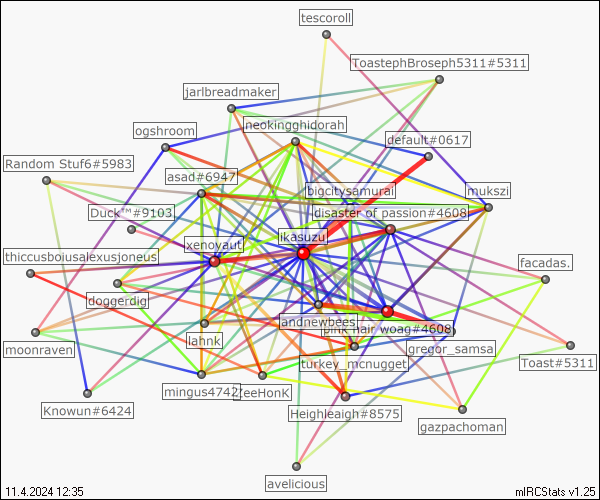 tescoroll
ToastephBroseph5311#5311
jarlbreadmaker
neokingghidorah
ogshroom
default#0617
Random Stuf6#5983
asad#6947
bigcitysamurai
mukszi
Duck™#9103
disaster of passion#4608
xenoyaut
ikasuzu
thiccusboiusalexusjoneus
facadas.
doggerdig
andnewbees
pink hair woag#4608
lahnk
gregor_samsa
moonraven
turkey_mcnugget
Toast#5311
mingus4742
reeHonK
Knowun#6424
Heighleaigh#8575
gazpachoman
avelicious
11.4.2024 12:35
mIRCStats v1.25